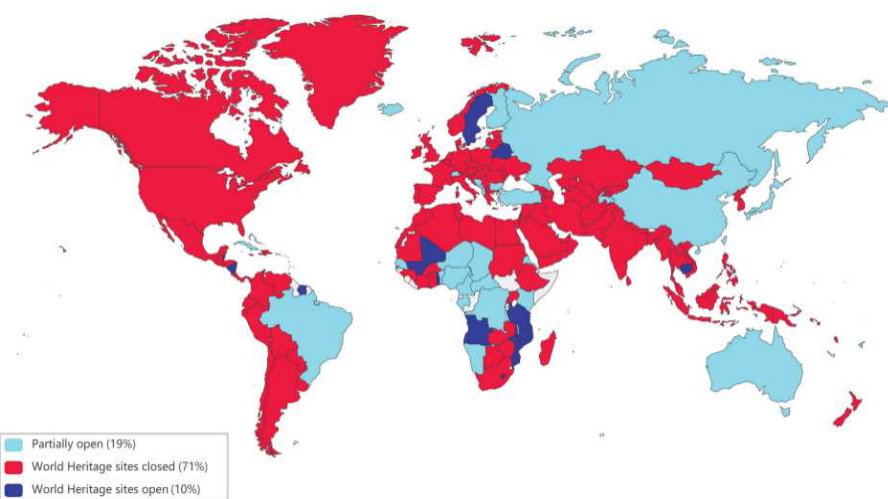 Partially open (19%)
World Heritage sites closed (71%)
World Heritage sites open (10%)